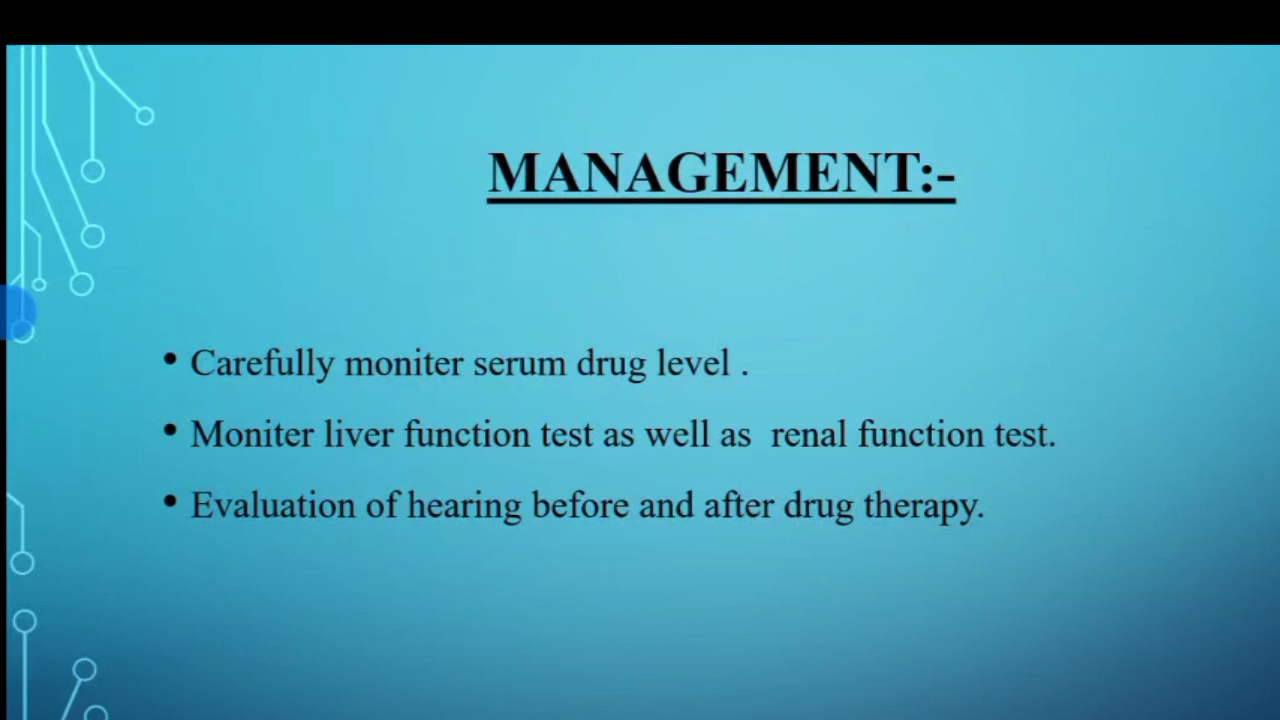 MANAGEMENT:-
• Carefully moniter serum drug level .
• Moniter liver function test as well as  renal function test.
• Evaluation of hearing before and after drug therapy.